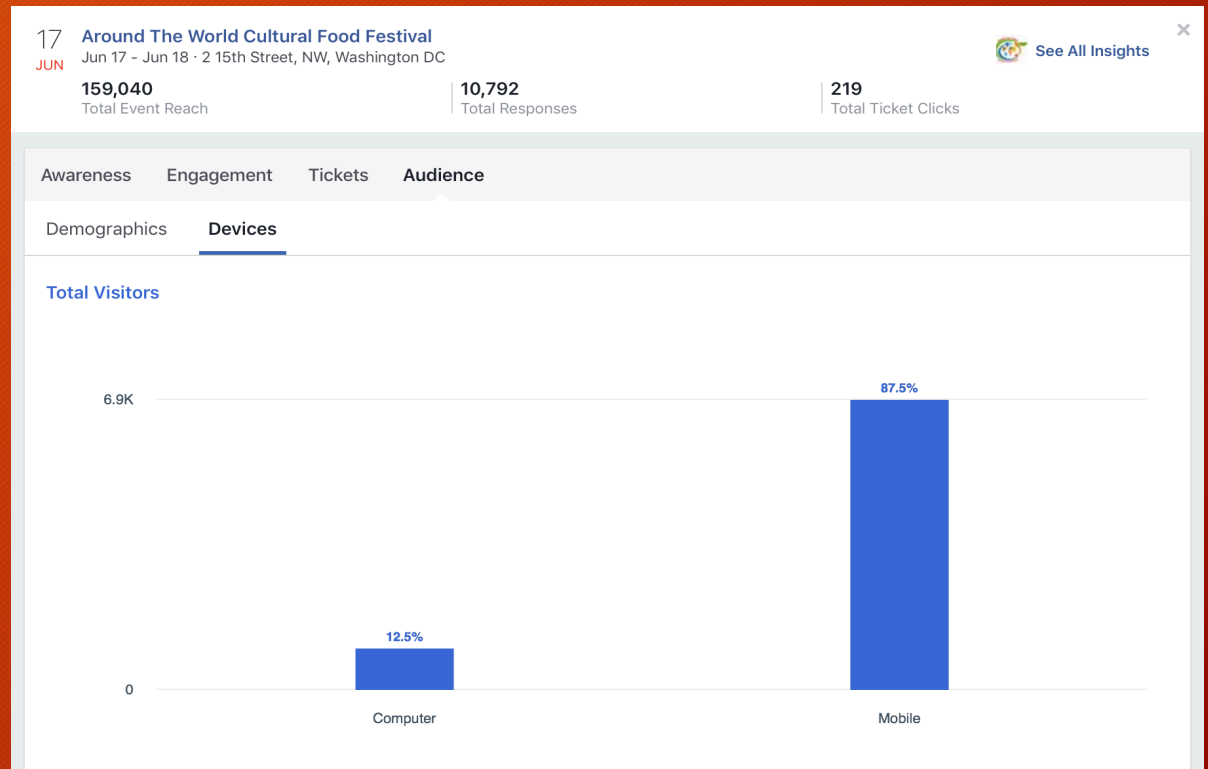 17
JUN
Around The World Cultural Food Festival
Jun 17 - Jun 18 · 2 15th Street, NW, Washington DC
See All Insights
×
159,040
Total Event Reach
10,792
Total Responses
219
Total Ticket Clicks
Awareness Engagement Tickets Audience
Demographics Devices
Total Visitors
87.5%
6.9K
12.5%
0
Computer Mobile